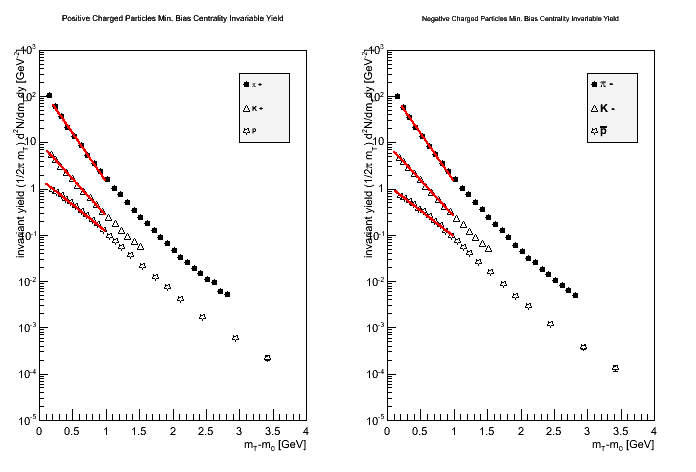 Positive Charged Particles Min. Bias Centrality Invariable Yield
invariant yield (1/2π m_T) d²N/dm_T dy [GeV⁻²]
10³
10²
10
1
10⁻¹
10⁻²
10⁻³
10⁻⁴
10⁻⁵
π +
K +
p
0 0.5 1 1.5 2 2.5 3 3.5 4
m_T-m_0 [GeV]
Negative Charged Particles Min. Bias Centrality Invariable Yield
invariant yield (1/2π m_T) d²N/dm_T dy [GeV⁻²]
10³
10²
10
1
10⁻¹
10⁻²
10⁻³
10⁻⁴
10⁻⁵
π -
K -
p̅
0 0.5 1 1.5 2 2.5 3 3.5 4
m_T-m_0 [GeV]